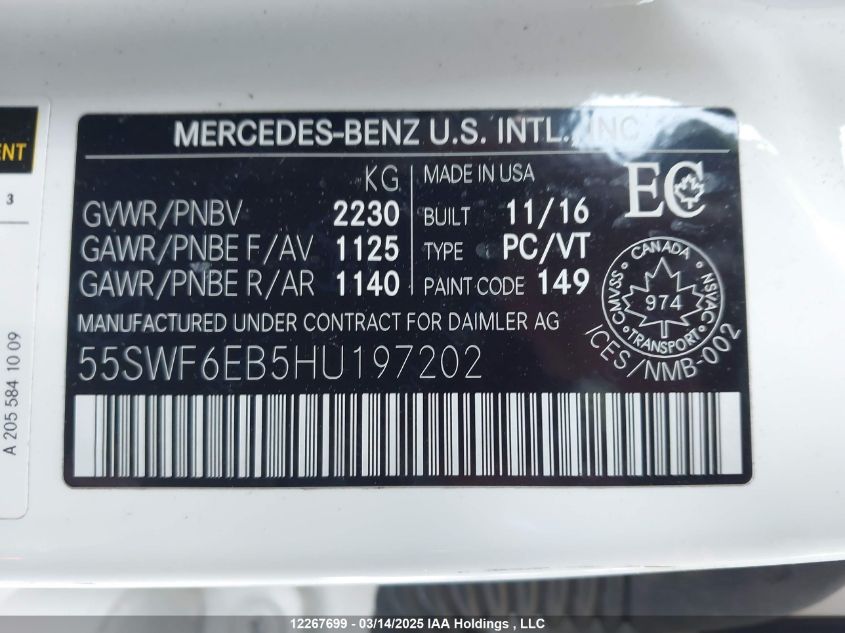 MERCEDES-BENZ U.S. INTL., INC
KG
GVWR/PNBV 2230
GAWR/PNBE F/AV 1125
GAWR/PNBE R/AR 1140
MADE IN USA
BUILT 11/16
TYPE PC/VT
PAINT CODE 149
EC
CANADA
CMVSS NSVAC
974
TRANSPORT
ICES/NMB-002
MANUFACTURED UNDER CONTRACT FOR DAIMLER AG
55SWF6EB5HU197202
ENT
3
A 205 584 10 09
12267699 - 03/14/2025 IAA Holdings , LLC